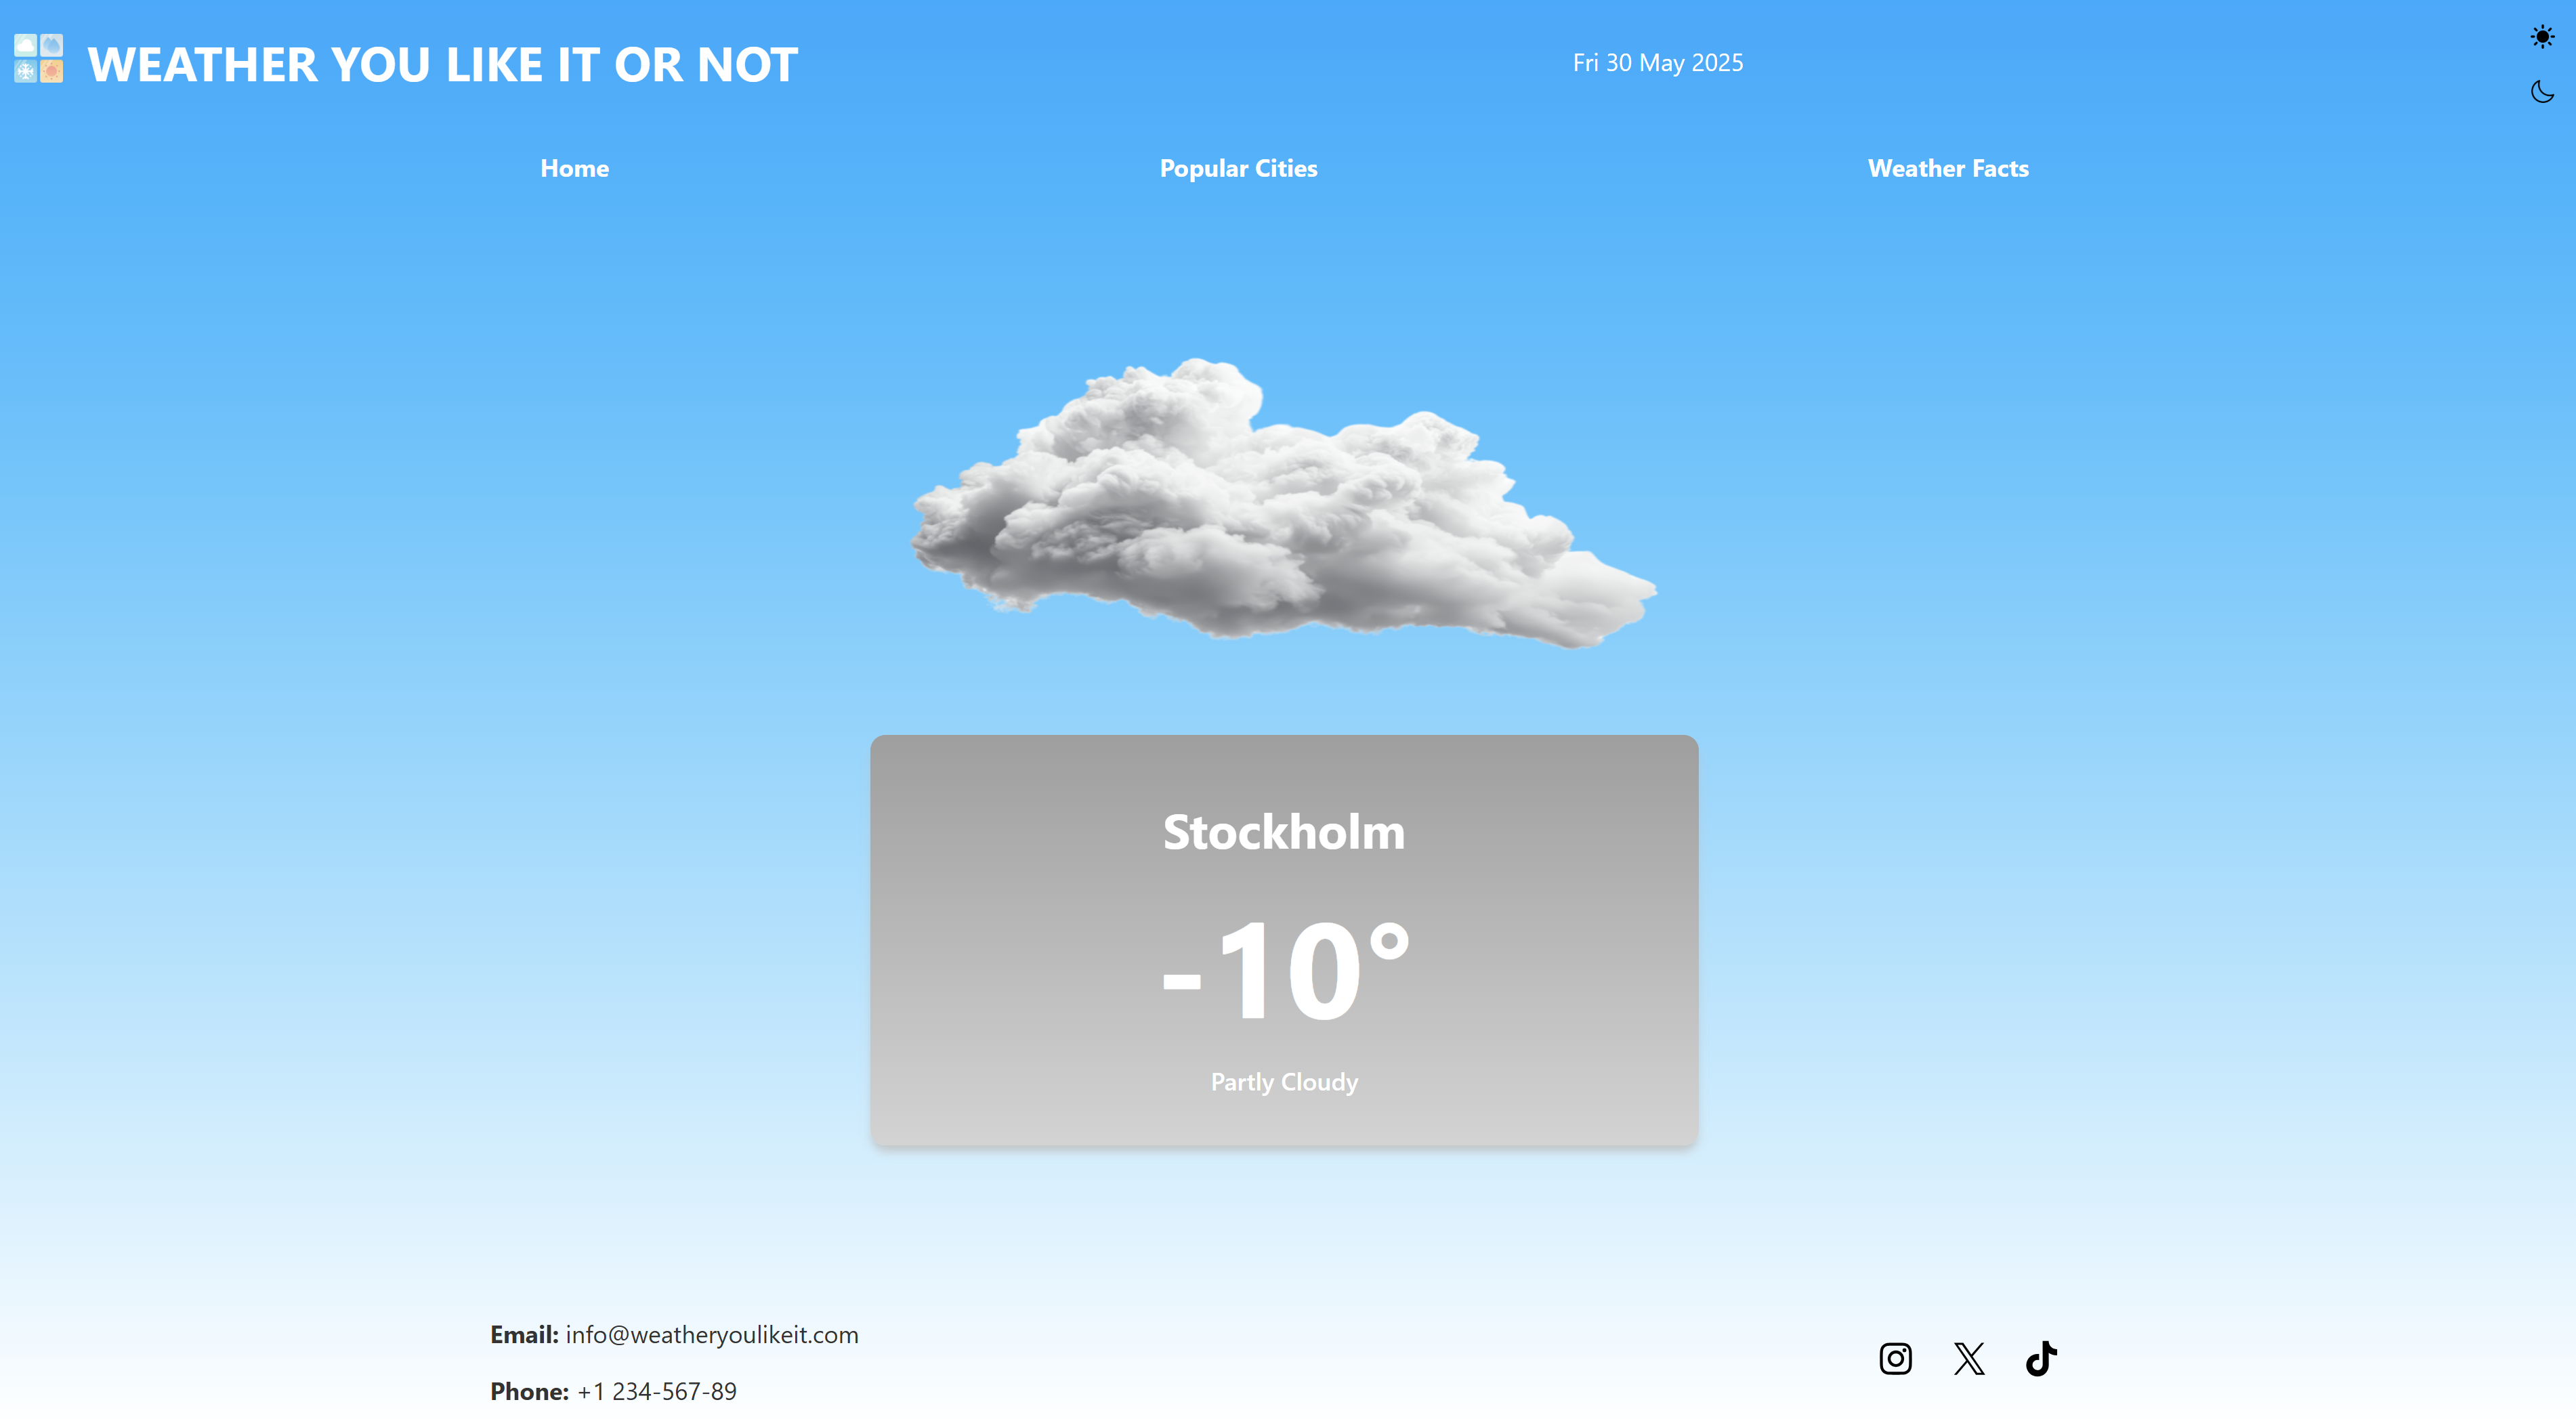 WEATHER YOU LIKE IT OR NOT
Fri 30 May 2025
Home
Popular Cities
Weather Facts
Stockholm
-10°
Partly Cloudy
Email: info@weatheryoulikeit.com
Phone: +1 234-567-89